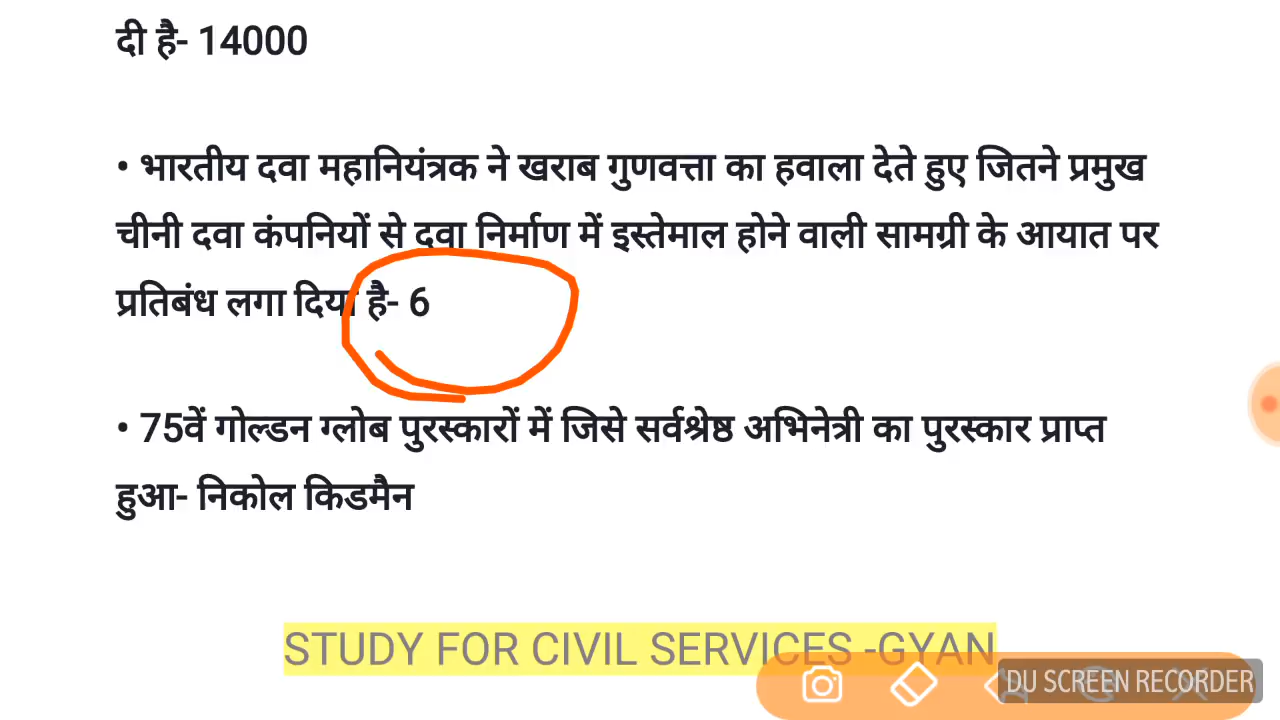 दी है- 14000
• भारतीय दवा महानियंत्रक ने खराब गुणवत्ता का हवाला देते हुए जितने प्रमुख
चीनी दवा कंपनियों से दवा निर्माण में इस्तेमाल होने वाली सामग्री के आयात पर
प्रतिबंध लगा दिया है- 6
• 75वें गोल्डन ग्लोब पुरस्कारों में जिसे सर्वश्रेष्ठ अभिनेत्री का पुरस्कार प्राप्त
हुआ- निकोल किडमैन
STUDY FOR CIVIL SERVICES -GYAN
DU SCREEN RECORDER